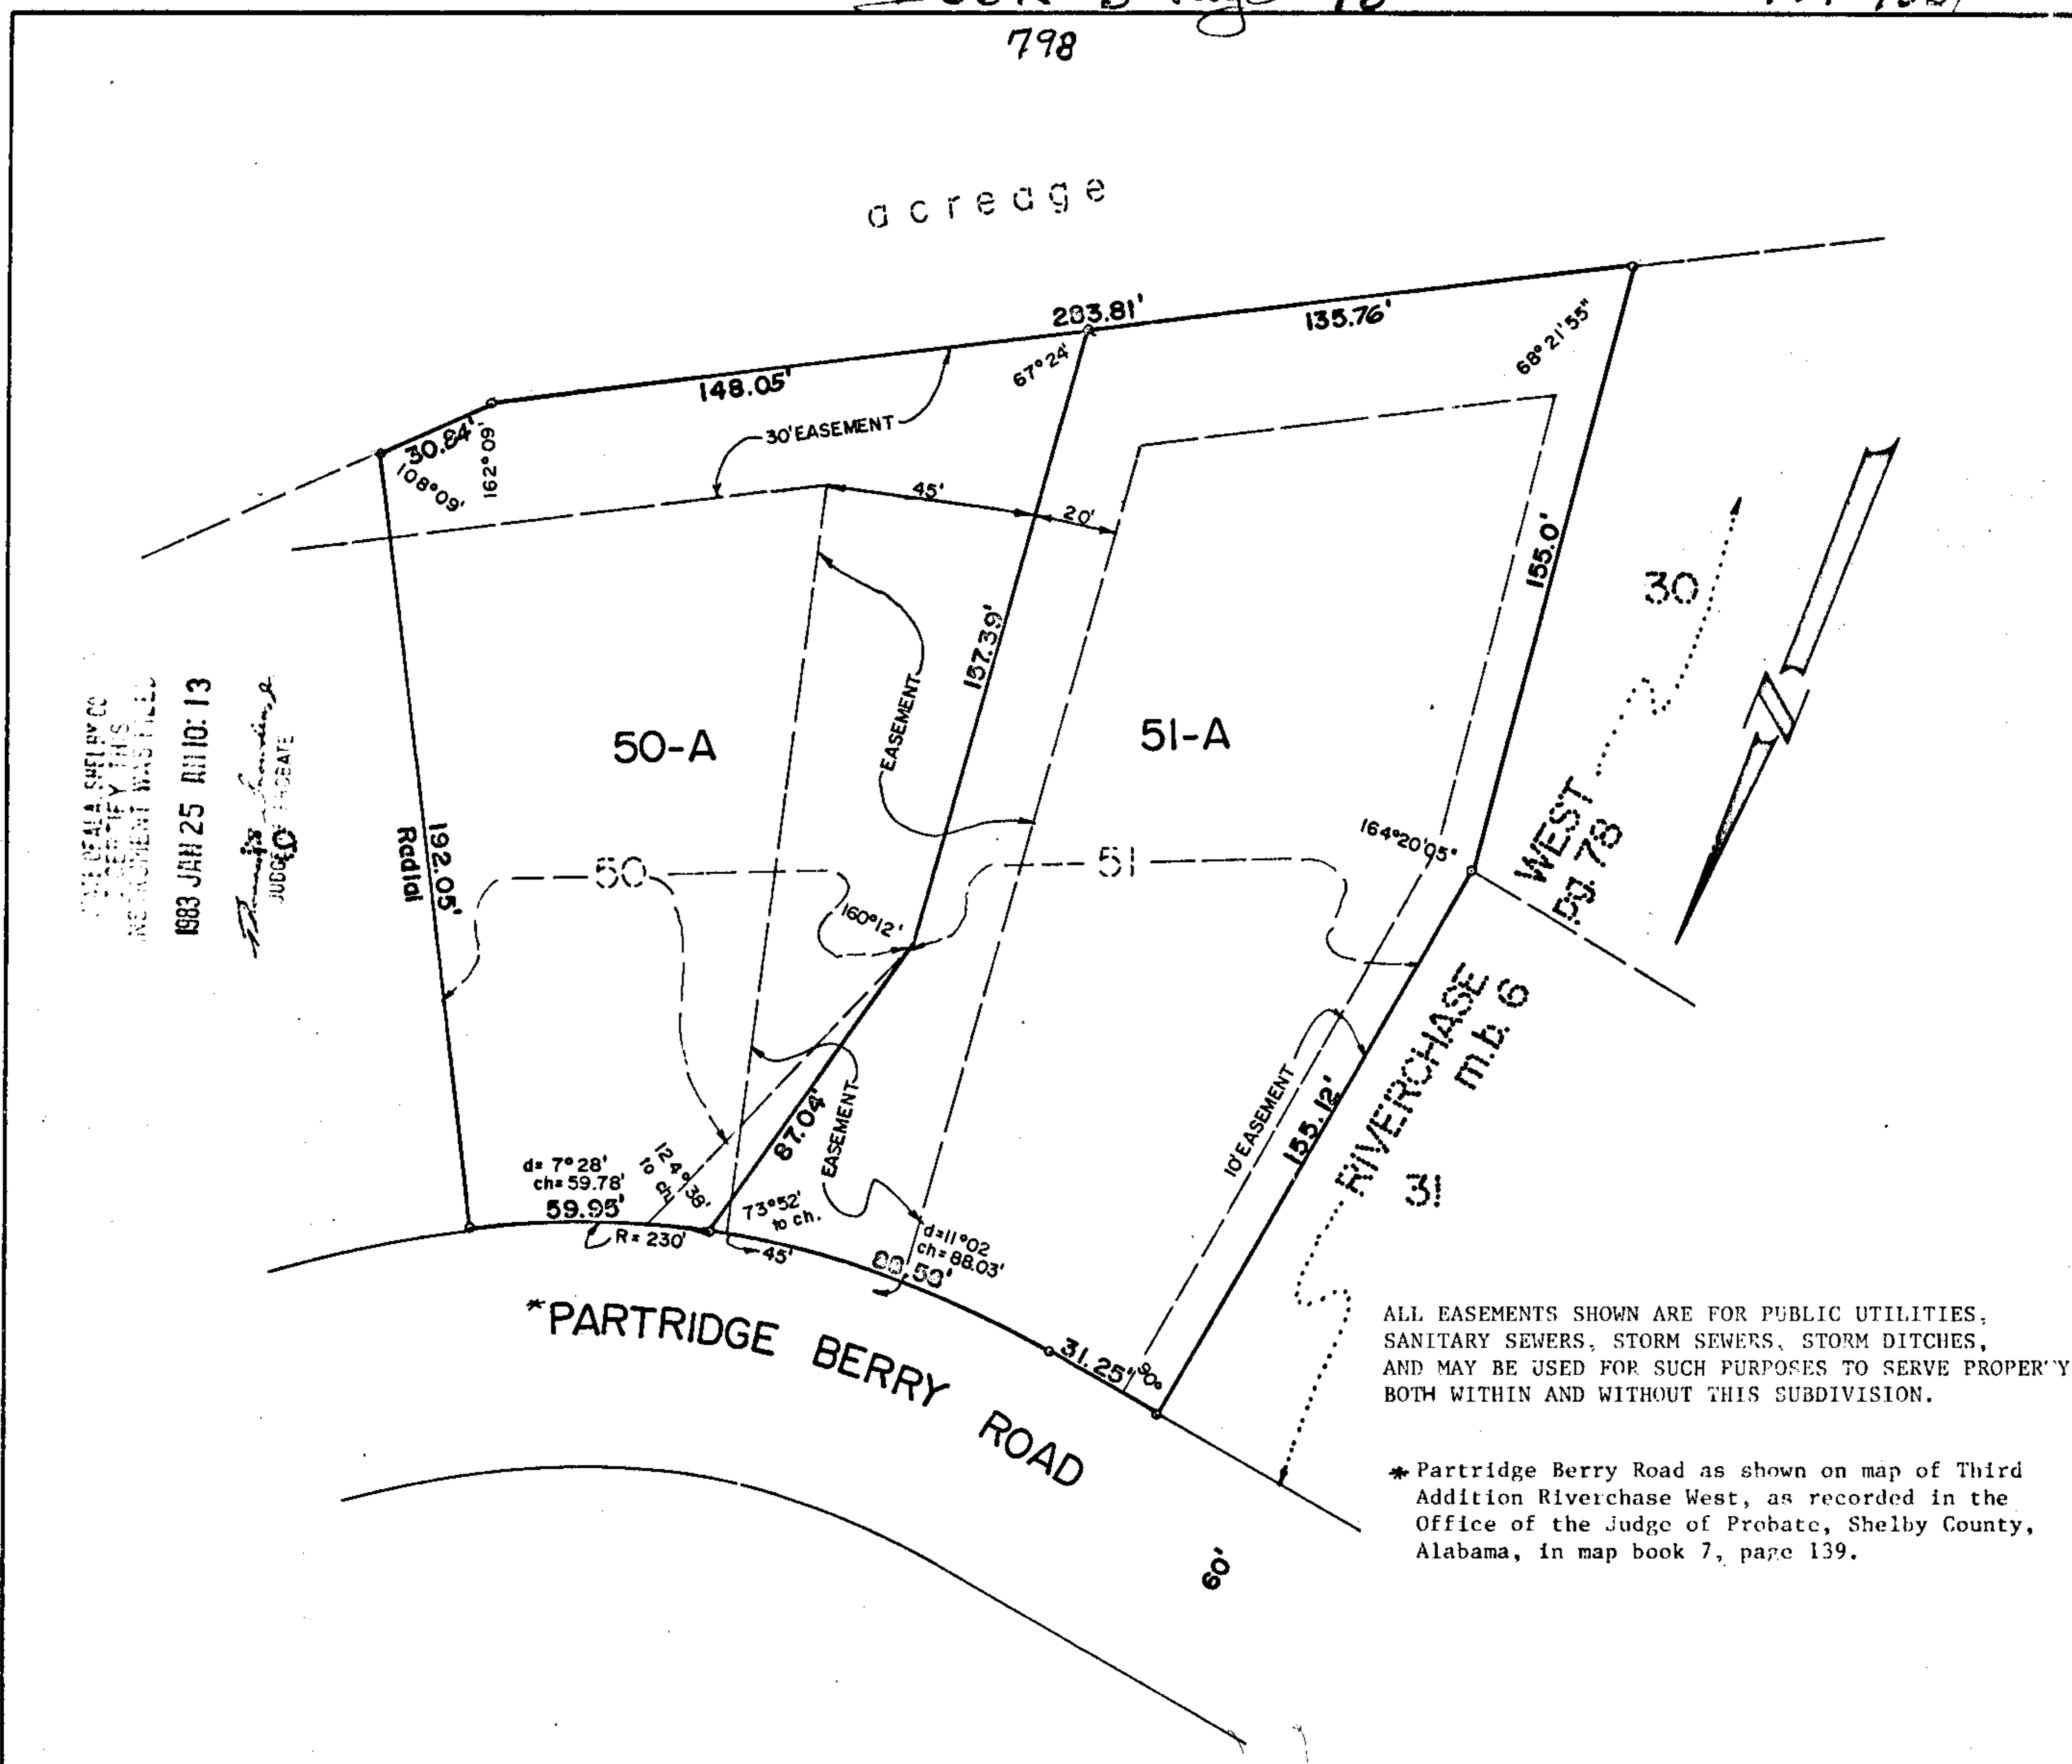 798
acreage
283.81'
135.76'
68°21'55"
67°24'
148.05'
30.84'
162°09'
108°09'
30' EASEMENT
45'
20'
155.0'
30
157.39'
EASEMENT
50-A
51-A
1983 JAN 25 AM 10:13
JUDGE OF PROBATE
192.05'
Radial
50
51
164°20'05"
160°12'
WEST
pg. 78
RIVERCHASE
m.b. 6
10' EASEMENT
155.12'
31
87.04'
EASEMENT
124°38'
to ch.
73°52'
to ch.
d= 7°28'
ch= 59.78'
59.95'
R= 230'
45'
d=11°02
ch= 88.03'
31.25'
90°
*PARTRIDGE BERRY ROAD
60'
ALL EASEMENTS SHOWN ARE FOR PUBLIC UTILITIES,
SANITARY SEWERS, STORM SEWERS, STORM DITCHES,
AND MAY BE USED FOR SUCH PURPOSES TO SERVE PROPERTY
BOTH WITHIN AND WITHOUT THIS SUBDIVISION.
* Partridge Berry Road as shown on map of Third
Addition Riverchase West, as recorded in the
Office of the Judge of Probate, Shelby County,
Alabama, in map book 7, page 139.